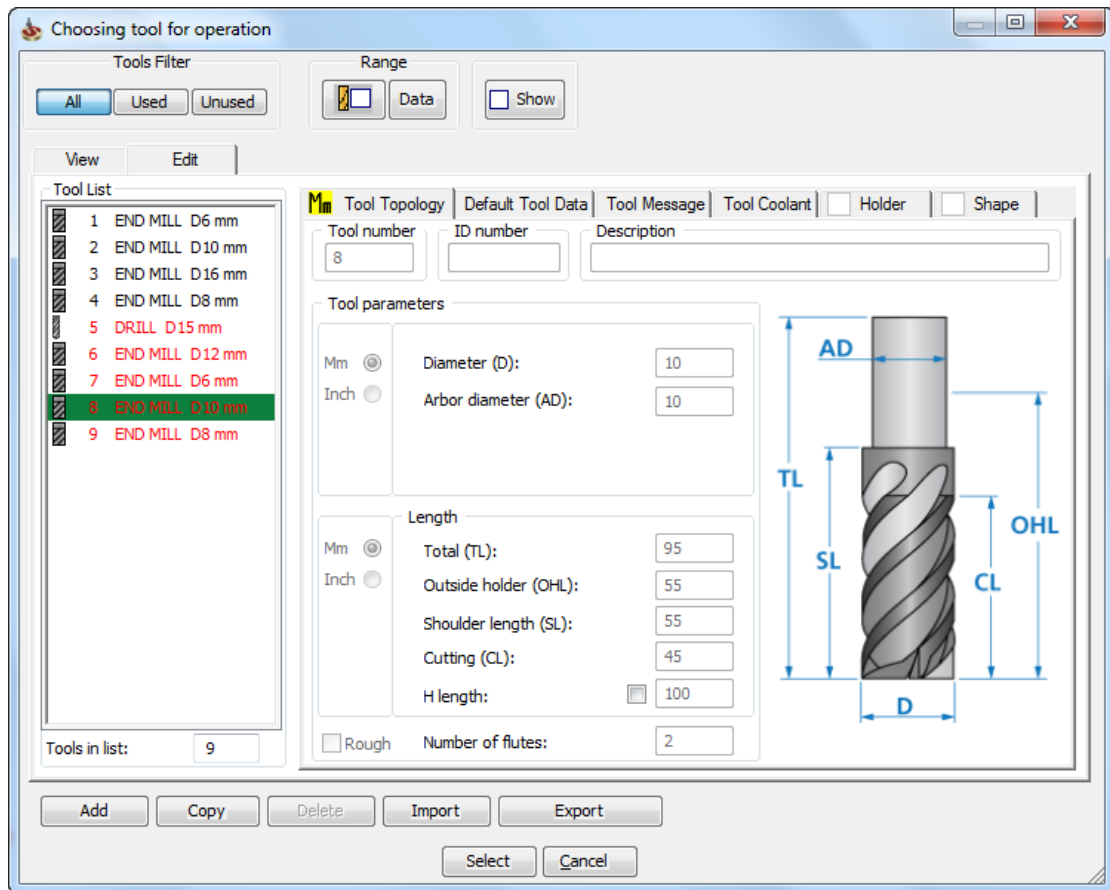 Choosing tool for operation
Tools Filter
Range
All Used Unused
Data
Show
View Edit
Tool List
1 END MILL D6 mm
2 END MILL D10 mm
3 END MILL D16 mm
4 END MILL D8 mm
5 DRILL D15 mm
6 END MILL D12 mm
7 END MILL D6 mm
8 END MILL D10 mm
9 END MILL D8 mm
Tools in list: 9
Mm Tool Topology Default Tool Data Tool Message Tool Coolant Holder Shape
Tool number ID number Description
8
Tool parameters
Mm Diameter (D): 10
Inch Arbor diameter (AD): 10
Length
Mm Total (TL): 95
Inch Outside holder (OHL): 55
Shoulder length (SL): 55
Cutting (CL): 45
H length: 100
Rough Number of flutes: 2
AD
TL
OHL
SL
CL
D
Add Copy Delete Import Export
Select Cancel